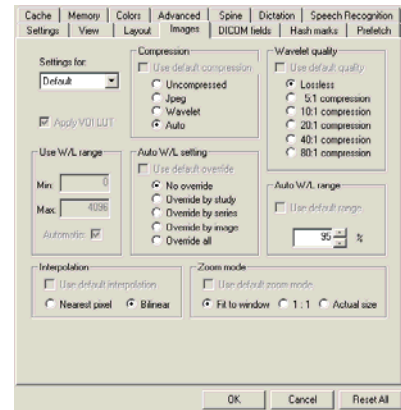 Cache Memory Colors Advanced Spine Dictation Speech Recognition
Settings View Layout Images DICOM fields Hash marks Prefetch
Settings for:
Default
Apply VOI LUT
Compression
Use default compression
Uncompressed
Jpeg
Wavelet
Auto
Wavelet quality
Use default quality
Lossless
5:1 compression
10:1 compression
20:1 compression
40:1 compression
80:1 compression
Use W/L range
Min: 0
Max: 4096
Automatic:
Auto W/L setting
Use default override
No override
Override by study
Override by series
Override by image
Override all
Auto W/L range
Use default range
95 %
Interpolation
Use default interpolation
Nearest pixel Bilinear
Zoom mode
Use default zoom mode
Fit to window 1 : 1 Actual size
OK Cancel Reset All